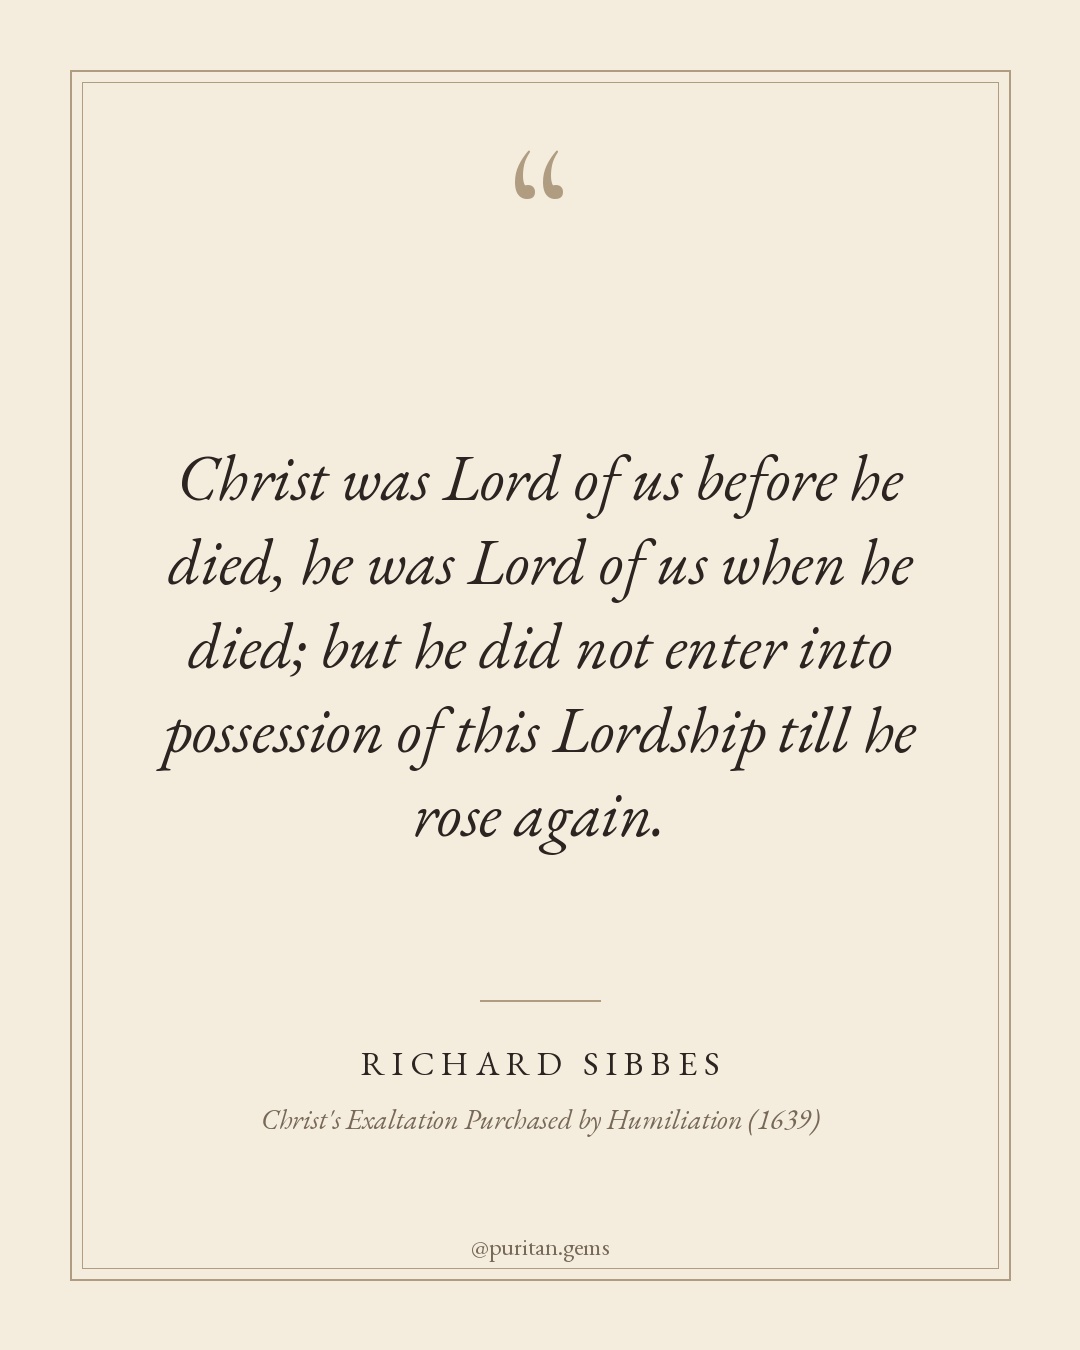 “
Christ was Lord of us before he
died, he was Lord of us when he
died; but he did not enter into
possession of this Lordship till he
rose again.
RICHARD SIBBES
Christ's Exaltation Purchased by Humiliation (1639)
@puritan.gems